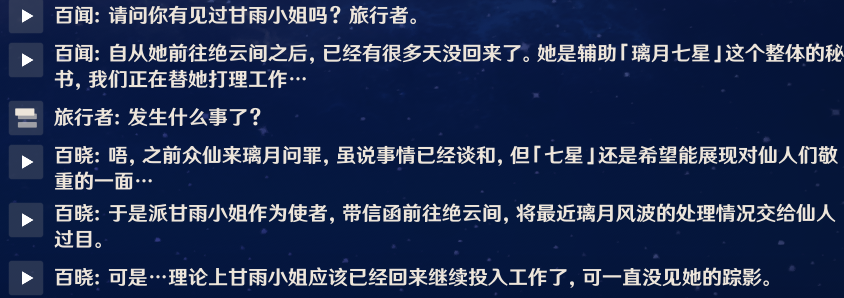 百闻: 请问你有见过甘雨小姐吗? 旅行者。
百闻: 自从她前往绝云间之后, 已经有很多天没回来了。她是辅助「璃月七星」这个整体的秘
书, 我们正在替她打理工作…
旅行者: 发生什么事了?
百晓: 唔, 之前众仙来璃月问罪, 虽说事情已经谈和, 但「七星」还是希望能展现对仙人们敬
重的一面…
百晓: 于是派甘雨小姐作为使者, 带信函前往绝云间, 将最近璃月风波的处理情况交给仙人
过目。
百晓: 可是…理论上甘雨小姐应该已经回来继续投入工作了, 可一直没见她的踪影。